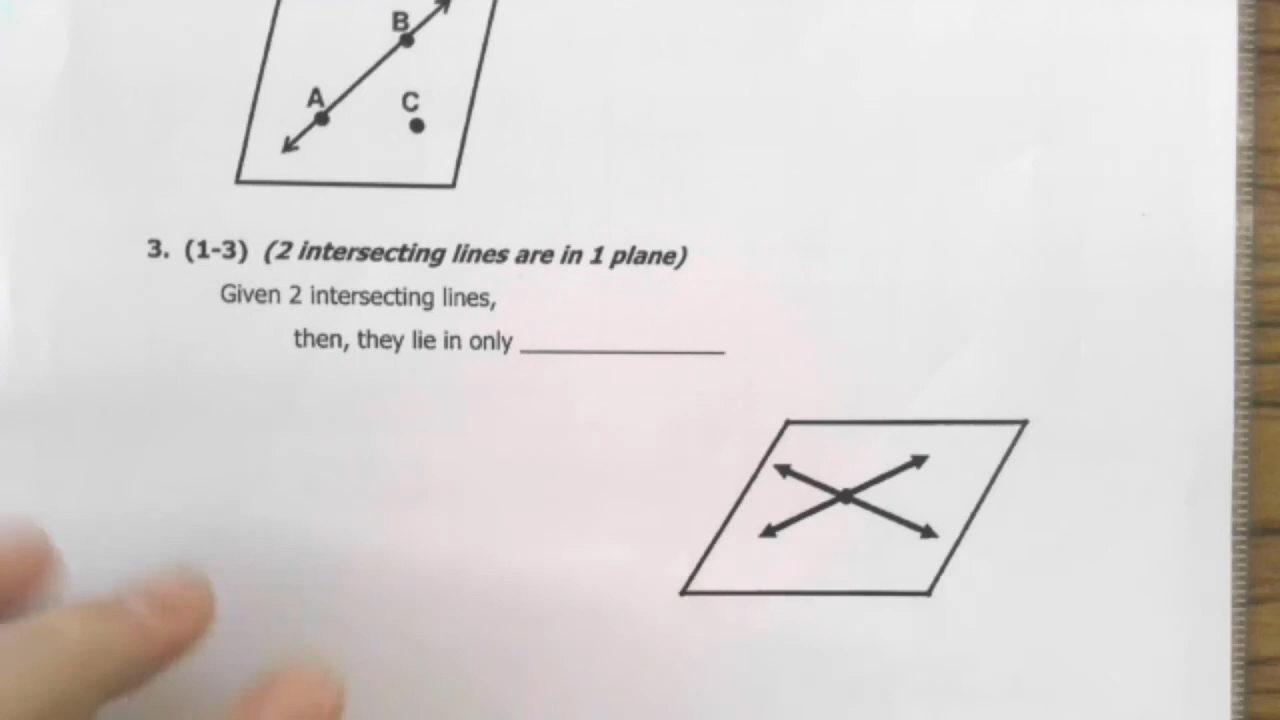 B
A
C
3. (1-3) (2 intersecting lines are in 1 plane)
Given 2 intersecting lines,
then, they lie in only __________